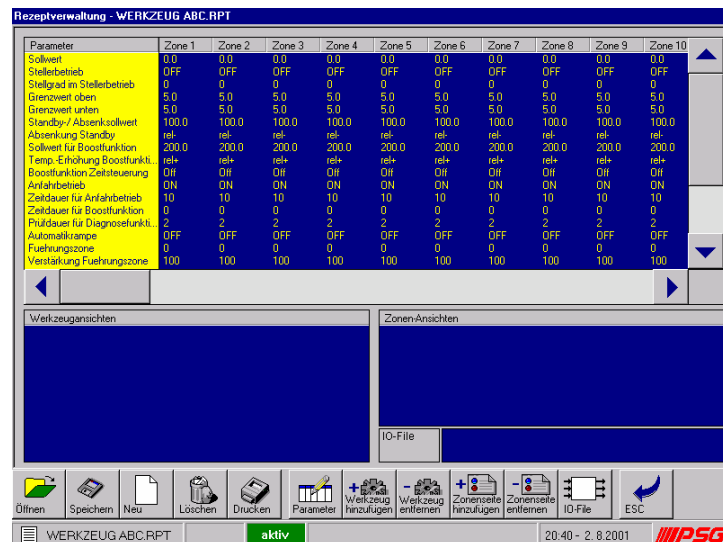 Rezeptverwaltung - WERKZEUG ABC.RPT
Parameter Zone 1 Zone 2 Zone 3 Zone 4 Zone 5 Zone 6 Zone 7 Zone 8 Zone 9 Zone 10
Sollwert 0.0 0.0 0.0 0.0 0.0 0.0 0.0 0.0 0.0 0.0
Stellerbetrieb OFF OFF OFF OFF OFF OFF OFF OFF OFF OFF
Stellgrad im Stellerbetrieb 0 0 0 0 0 0 0 0 0 0
Grenzwert oben 5.0 5.0 5.0 5.0 5.0 5.0 5.0 5.0 5.0 5.0
Grenzwert unten 5.0 5.0 5.0 5.0 5.0 5.0 5.0 5.0 5.0 5.0
Standby-/ Absenksollwert 100.0 100.0 100.0 100.0 100.0 100.0 100.0 100.0 100.0 100.0
Absenkung Standby rel- rel- rel- rel- rel- rel- rel- rel- rel- rel-
Sollwert für Boostfunktion 200.0 200.0 200.0 200.0 200.0 200.0 200.0 200.0 200.0 200.0
Temp.-Erhöhung Boostfunkti... rel+ rel+ rel+ rel+ rel+ rel+ rel+ rel+ rel+ rel+
Boostfunktion Zeitsteuerung Off Off Off Off Off Off Off Off Off Off
Anfahrbetrieb ON ON ON ON ON ON ON ON ON ON
Zeitdauer für Anfahrbetrieb 10 10 10 10 10 10 10 10 10 10
Zeitdauer für Boostfunktion 0 0 0 0 0 0 0 0 0 0
Prüfdauer für Diagnosefunkti... 2 2 2 2 2 2 2 2 2 2
Automatikrampe OFF OFF OFF OFF OFF OFF OFF OFF OFF OFF
Fuehrungszone 0 0 0 0 0 0 0 0 0 0
Verstärkung Fuehrungszone 100 100 100 100 100 100 100 100 100 100
Werkzeugansichten Zonen-Ansichten
IO-File
Öffnen Speichern Neu Löschen Drucken Parameter Werkzeug hinzufügen Werkzeug entfernen Zonenseite hinzufügen Zonenseite entfernen IO-File ESC
WERKZEUG ABC.RPT aktiv 20:40 - 2. 8.2001 PSG